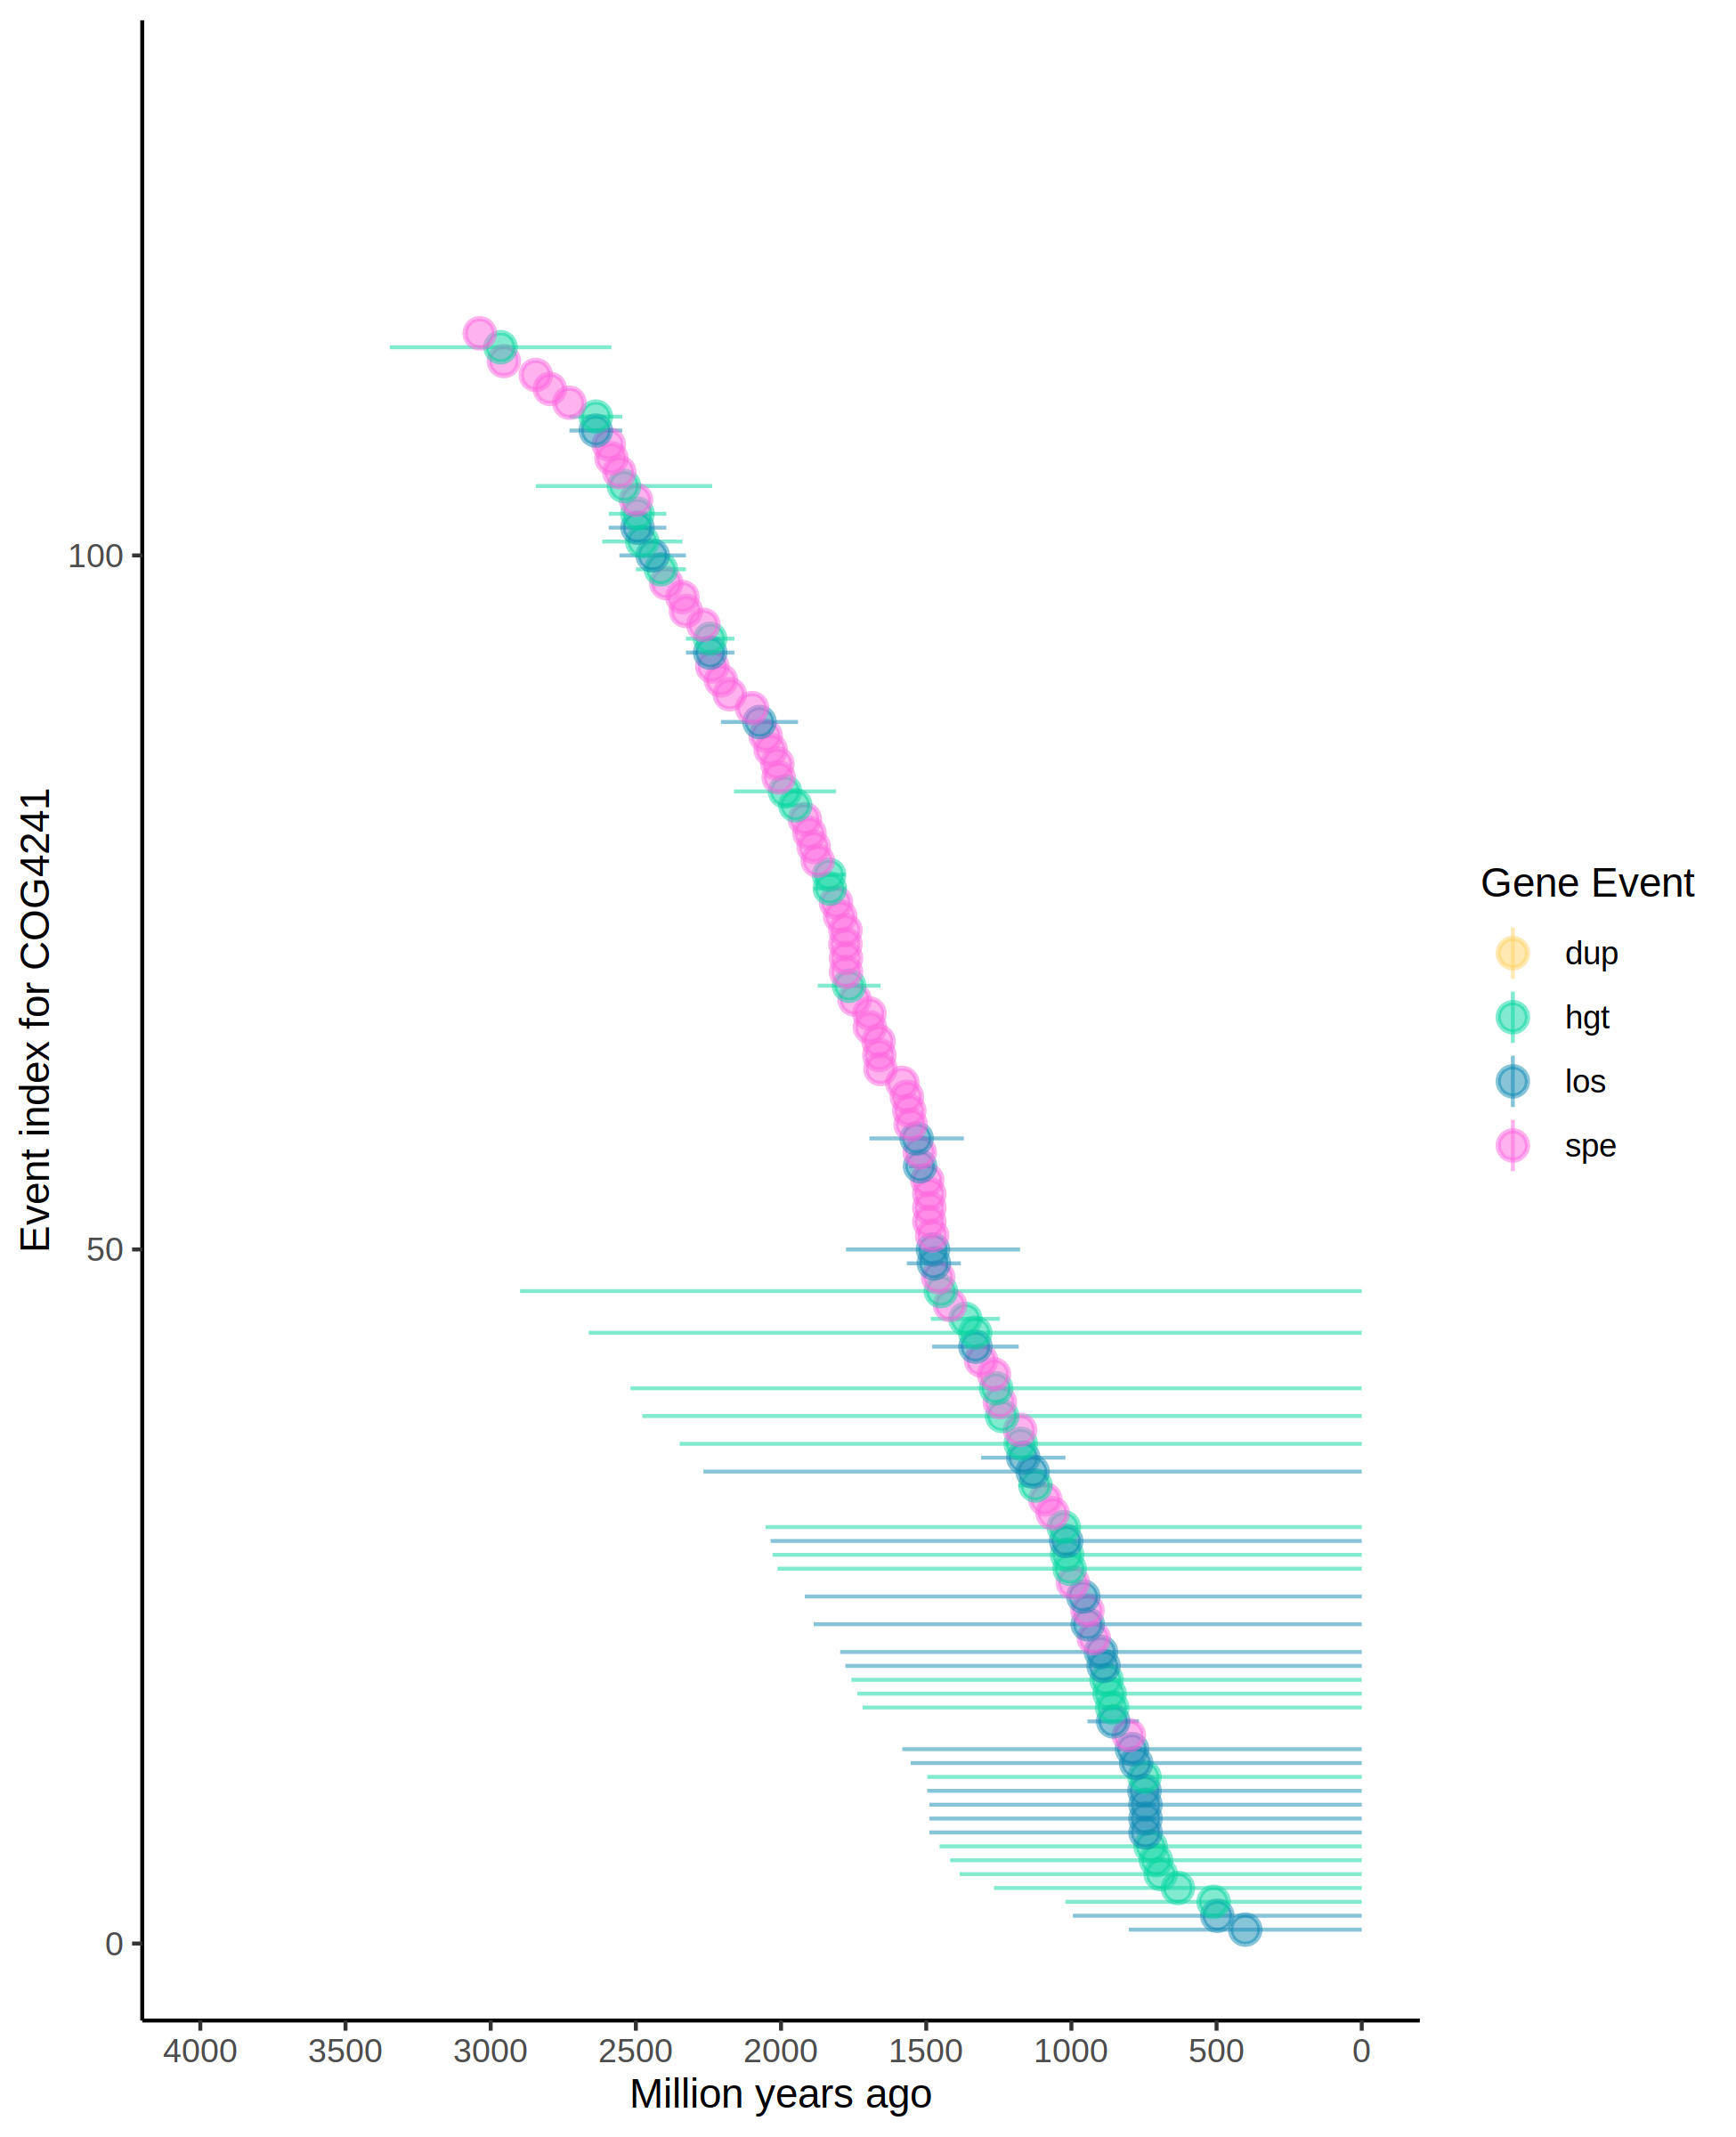 Event index for COG4241
100
50
0
4000 3500 3000 2500 2000 1500 1000 500 0
Million years ago
Gene Event
dup
hgt
los
spe